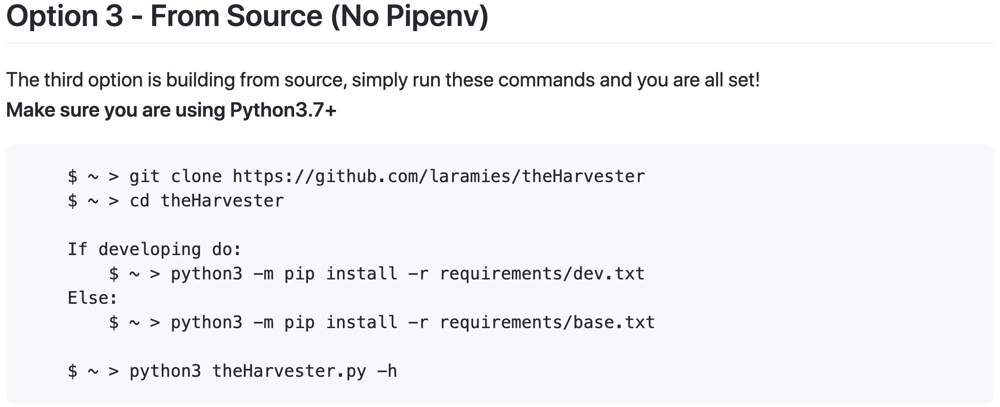 Option 3 - From Source (No Pipenv)
The third option is building from source, simply run these commands and you are all set!
Make sure you are using Python3.7+
$ ~ > git clone https://github.com/laramies/theHarvester
$ ~ > cd theHarvester
If developing do:
$ ~ > python3 -m pip install -r requirements/dev.txt
Else:
$ ~ > python3 -m pip install -r requirements/base.txt
$ ~ > python3 theHarvester.py -h